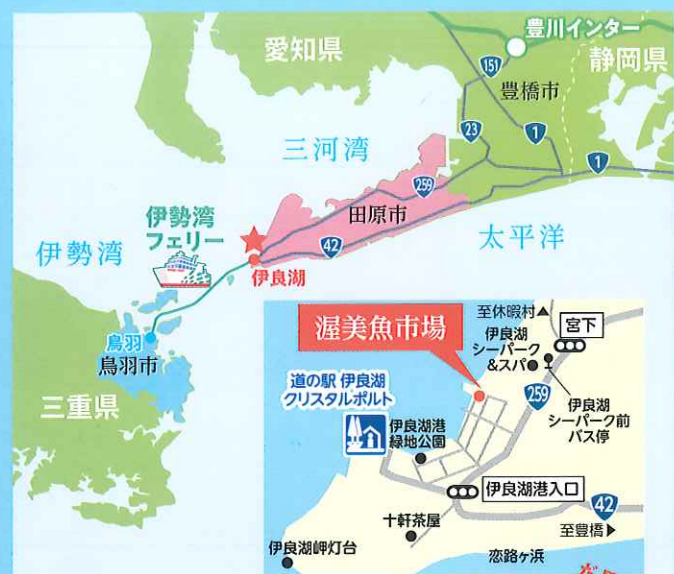 豊川インター
愛知県
静岡県
151
豊橋市
23
1
三河湾
1
259
伊勢湾
フェリー
田原市
42
太平洋
伊勢湾
伊良湖
鳥羽
鳥羽市
三重県
渥美魚市場
至休暇村▲
宮下
伊良湖
シーパーク
&スパ
道の駅 伊良湖
クリスタルポルト
259
伊良湖
シーパーク前
バス停
伊良湖港
緑地公園
伊良湖港入口
42
十軒茶屋
至豊橋▶
伊良湖岬灯台
恋路ヶ浜